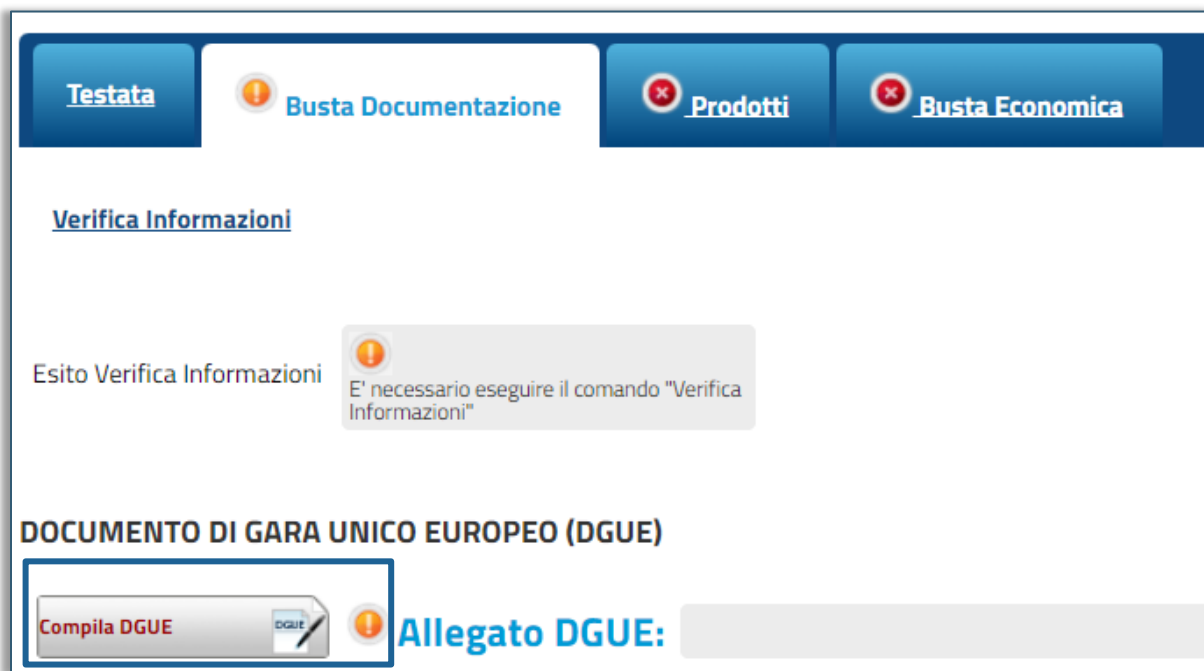 Testata
Busta Documentazione
Prodotti
Busta Economica
Verifica Informazioni
Esito Verifica Informazioni
E' necessario eseguire il comando "Verifica
Informazioni"
DOCUMENTO DI GARA UNICO EUROPEO (DGUE)
Compila DGUE
DGUE
Allegato DGUE: